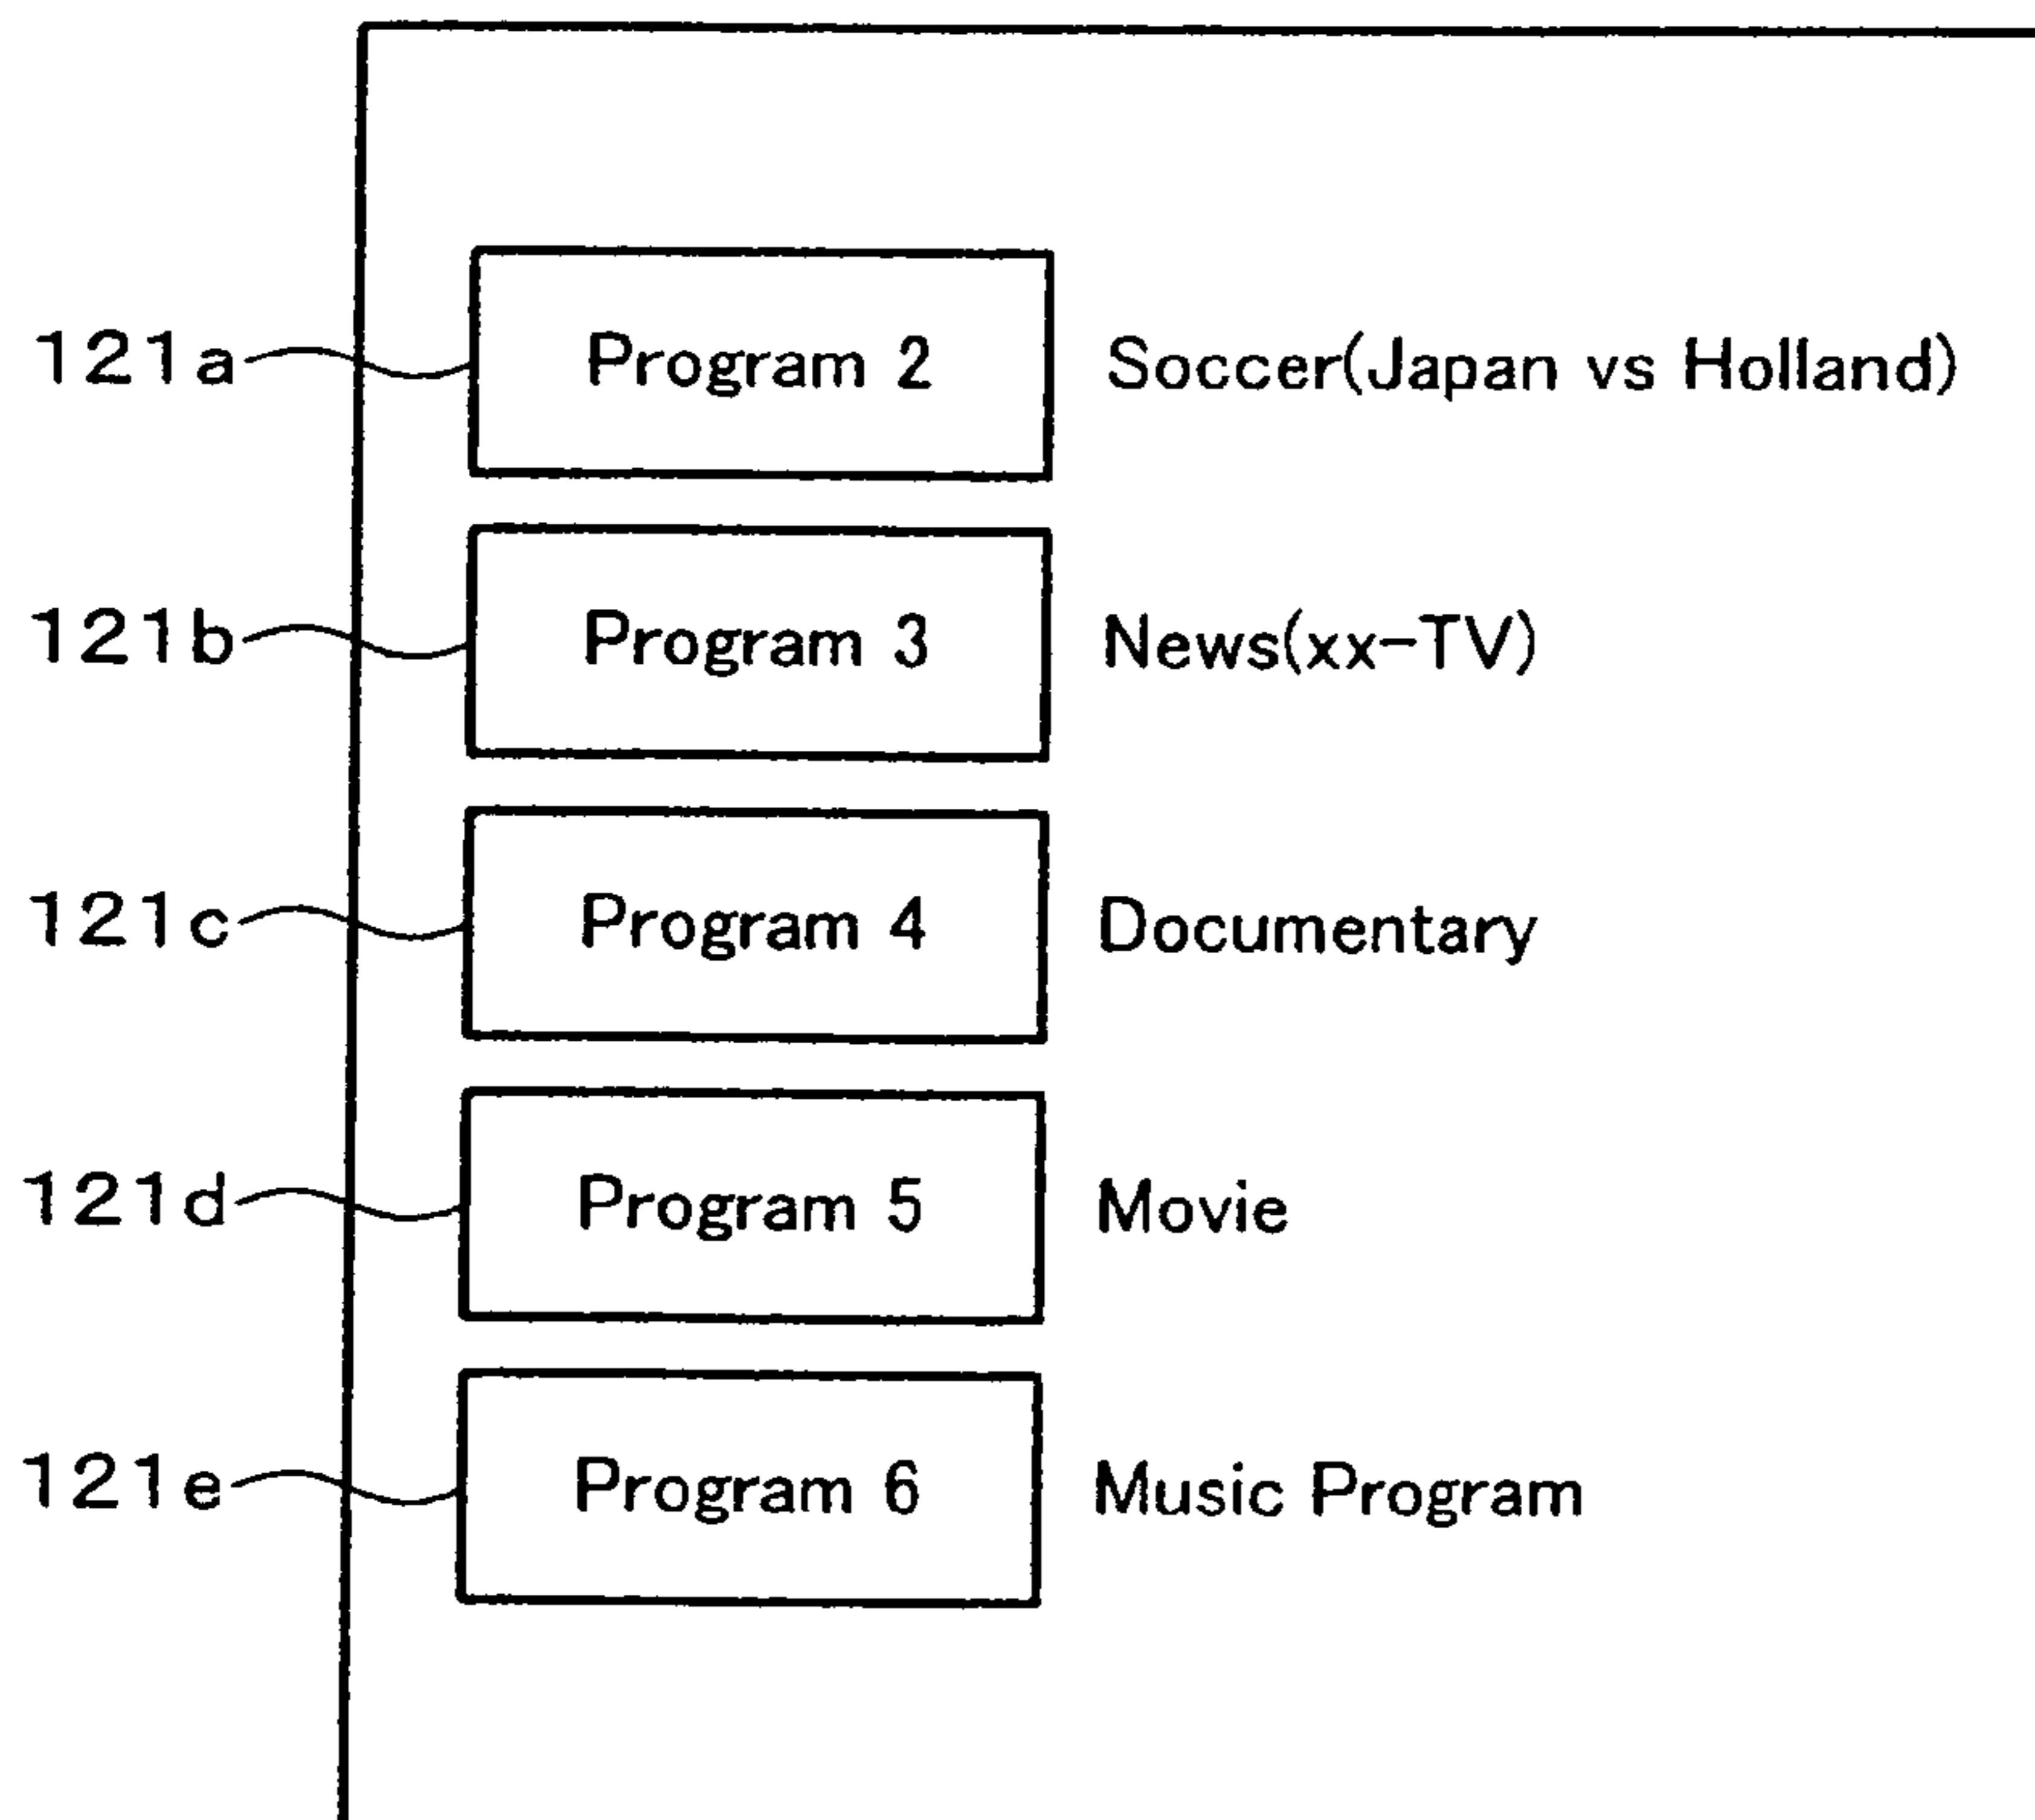 121a Program 2 Soccer(Japan vs Holland)
121b Program 3 News(xx-TV)
121c Program 4 Documentary
121d Program 5 Movie
121e Program 6 Music Program